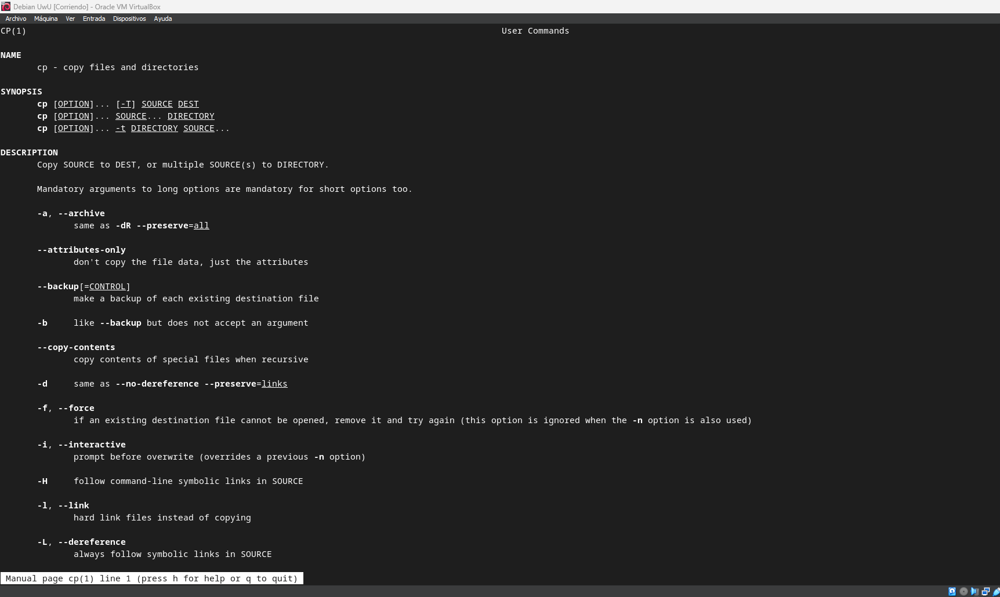 Debian UwU [Corriendo] - Oracle VM VirtualBox
Archivo Máquina Ver Entrada Dispositivos Ayuda
CP(1) User Commands
NAME
cp - copy files and directories
SYNOPSIS
cp [OPTION]... [-T] SOURCE DEST
cp [OPTION]... SOURCE... DIRECTORY
cp [OPTION]... -t DIRECTORY SOURCE...
DESCRIPTION
Copy SOURCE to DEST, or multiple SOURCE(s) to DIRECTORY.
Mandatory arguments to long options are mandatory for short options too.
-a, --archive
same as -dR --preserve=all
--attributes-only
don't copy the file data, just the attributes
--backup[=CONTROL]
make a backup of each existing destination file
-b like --backup but does not accept an argument
--copy-contents
copy contents of special files when recursive
-d same as --no-dereference --preserve=links
-f, --force
if an existing destination file cannot be opened, remove it and try again (this option is ignored when the -n option is also used)
-i, --interactive
prompt before overwrite (overrides a previous -n option)
-H follow command-line symbolic links in SOURCE
-l, --link
hard link files instead of copying
-L, --dereference
always follow symbolic links in SOURCE
Manual page cp(1) line 1 (press h for help or q to quit)